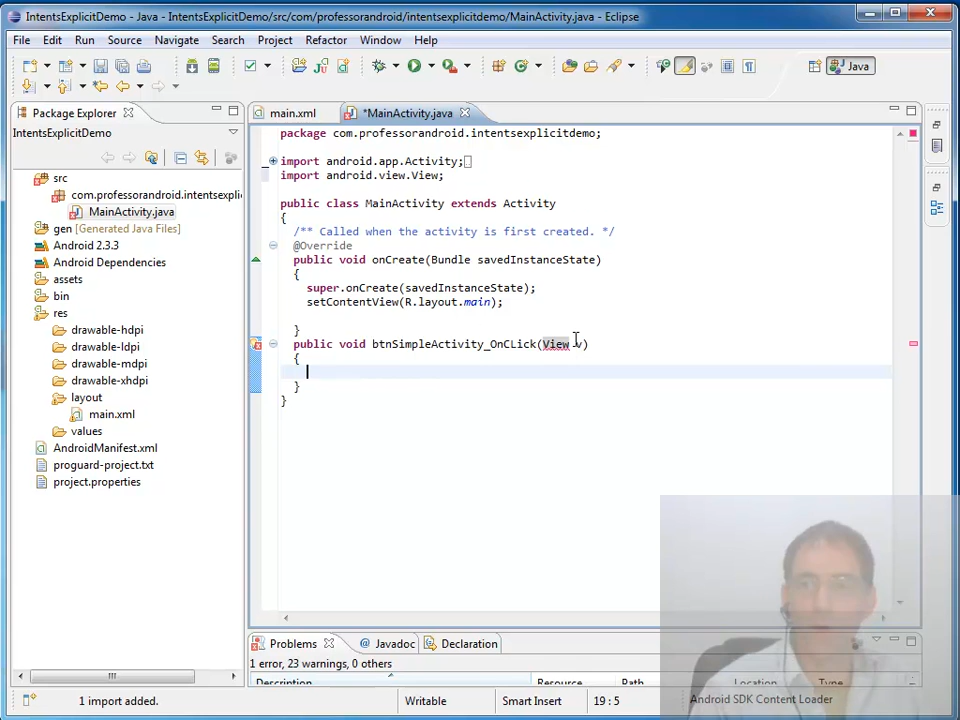 IntentsExplicitDemo - Java - IntentsExplicitDemo/src/com/professorandroid/intentsexplicitdemo/MainActivity.java - Eclipse
File Edit Run Source Navigate Search Project Refactor Window Help
Java
Package Explorer
IntentsExplicitDemo
src
com.professorandroid.intentsexpli
MainActivity.java
gen [Generated Java Files]
Android 2.3.3
Android Dependencies
assets
bin
res
drawable-hdpi
drawable-ldpi
drawable-mdpi
drawable-xhdpi
layout
main.xml
values
AndroidManifest.xml
proguard-project.txt
project.properties
main.xml *MainActivity.java
package com.professorandroid.intentsexplicitdemo;
import android.app.Activity;
import android.view.View;
public class MainActivity extends Activity
{
/** Called when the activity is first created. */
@Override
public void onCreate(Bundle savedInstanceState)
{
super.onCreate(savedInstanceState);
setContentView(R.layout.main);
}
public void btnSimpleActivity_OnCLick(View v)
{
}
}
Problems Javadoc Declaration
1 error, 23 warnings, 0 others
Description Resource Path Location Type
1 import added. Writable Smart Insert 19 : 5 Android SDK Content Loader